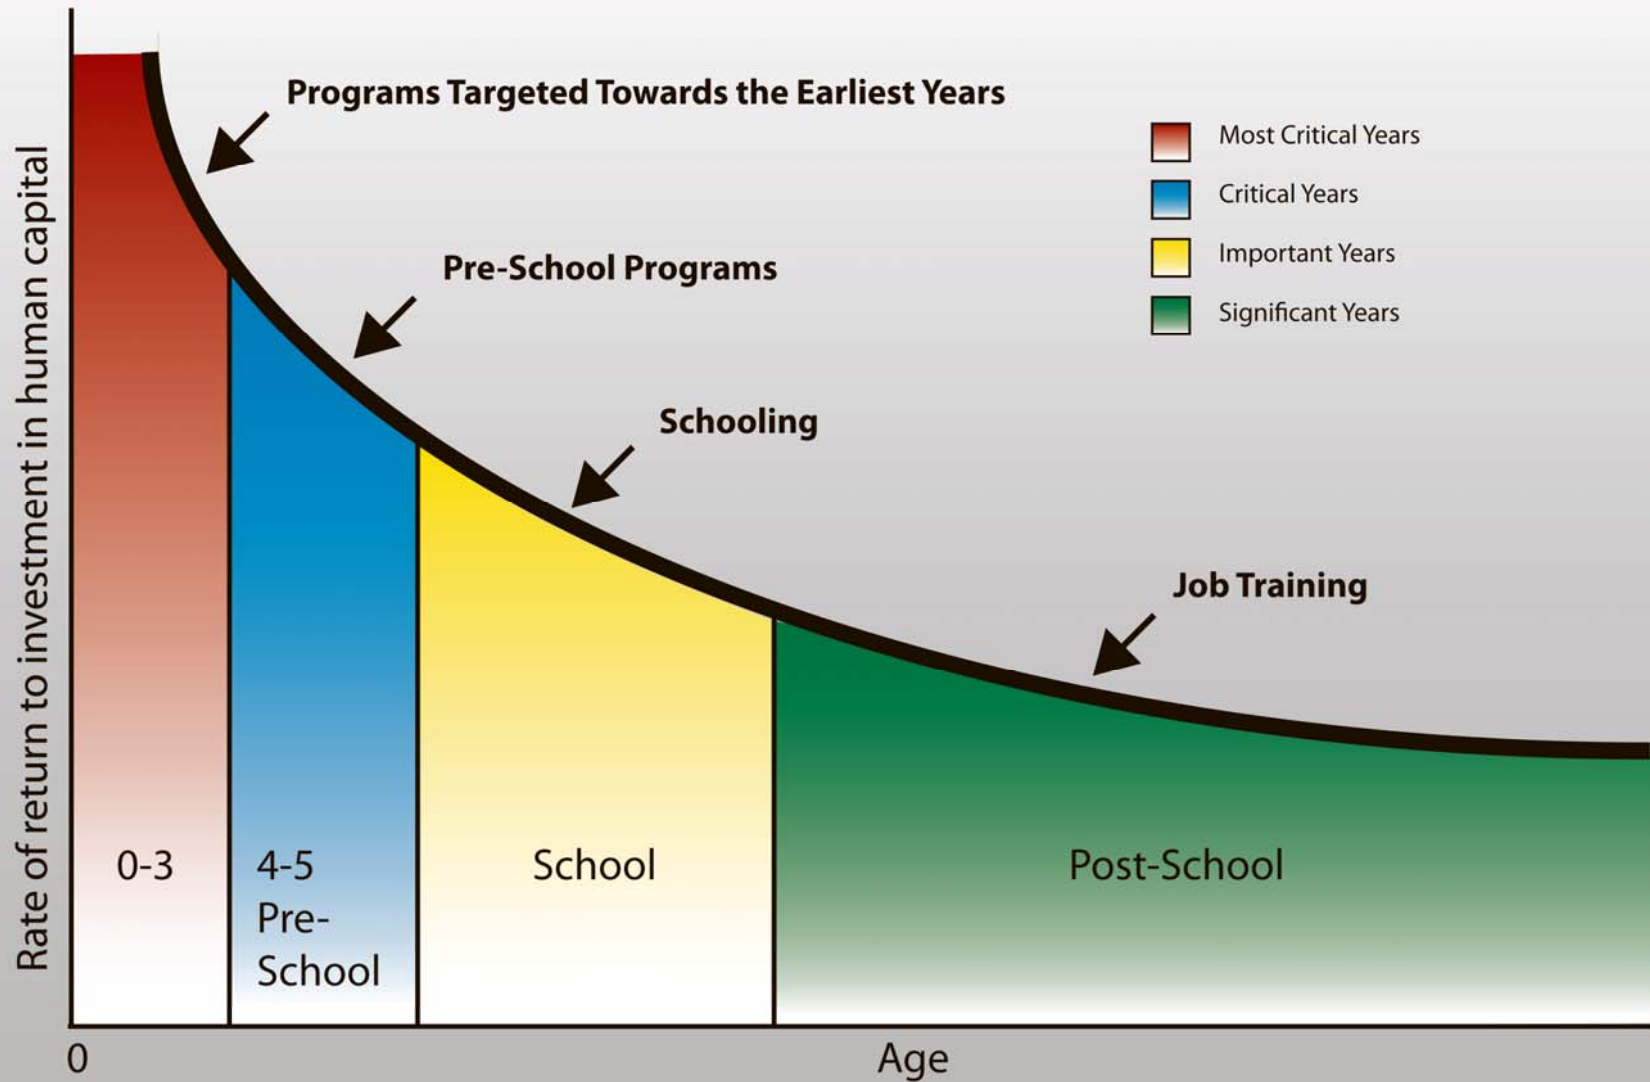 Programs Targeted Towards the Earliest Years
Most Critical Years
Critical Years
Important Years
Significant Years
Pre-School Programs
Schooling
Job Training
Rate of return to investment in human capital
0-3
4-5
Pre-
School
School
Post-School
0
Age